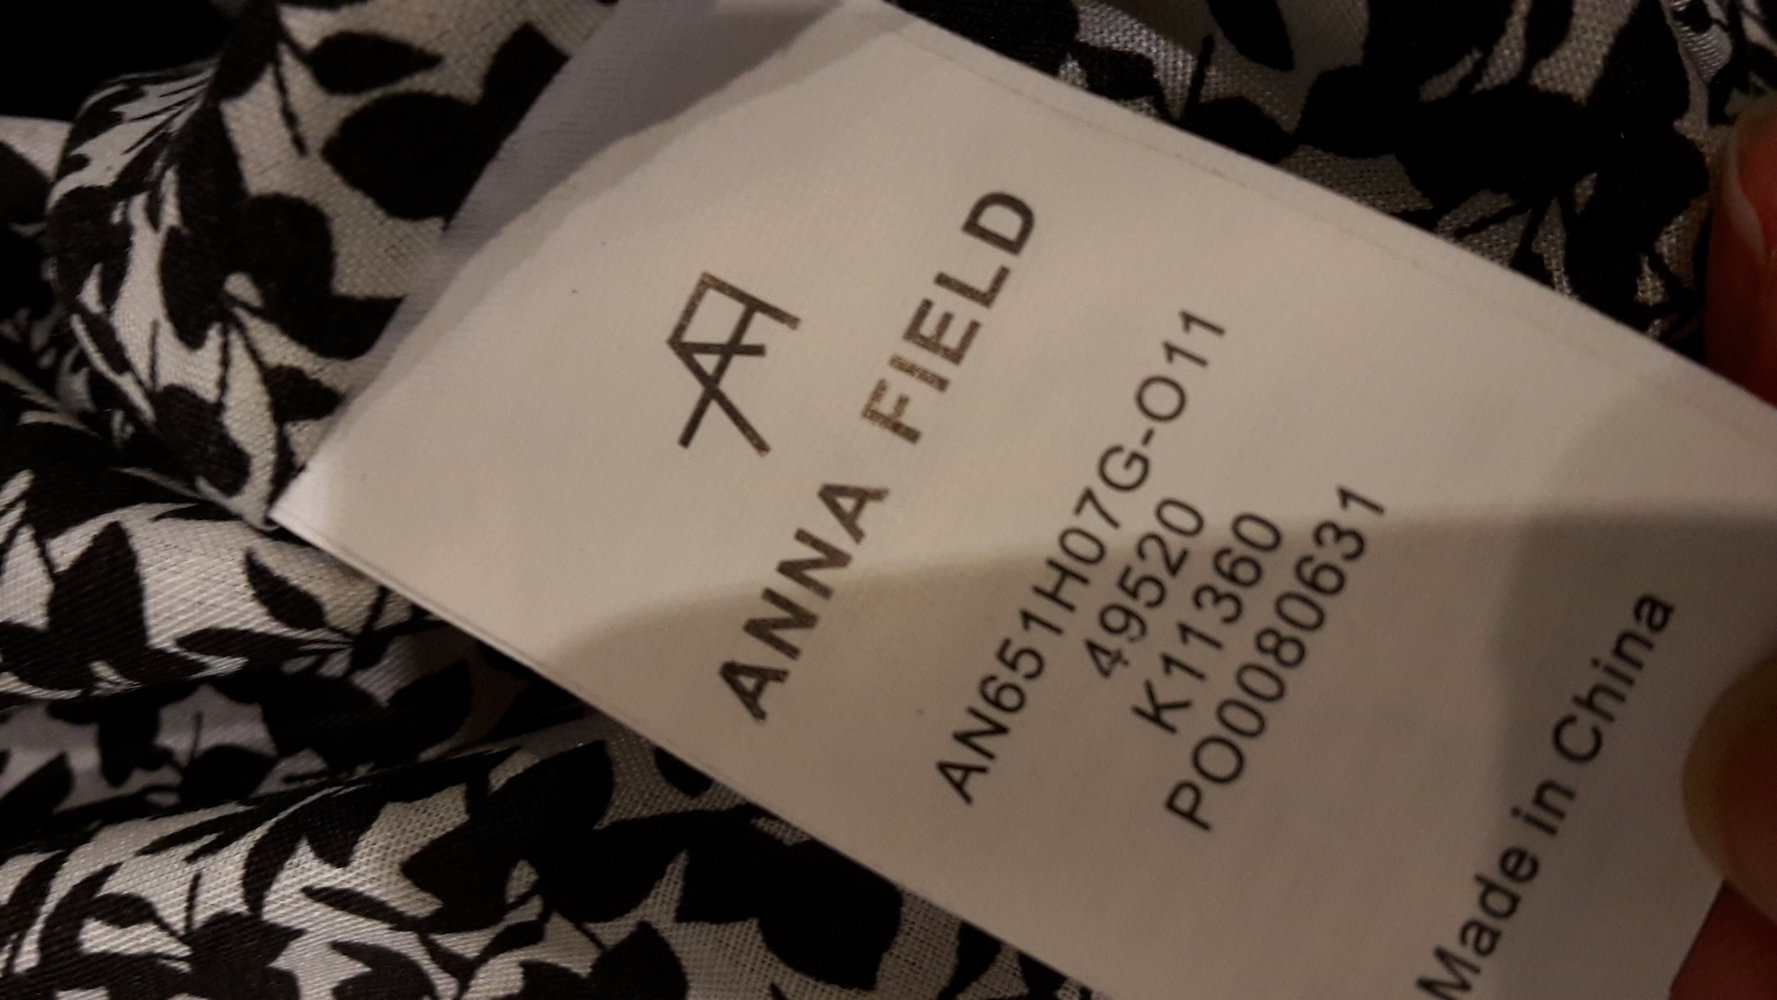 ANNA FIELD
AN651H07G-O11
49520
K11360
PO0080631
Made in China